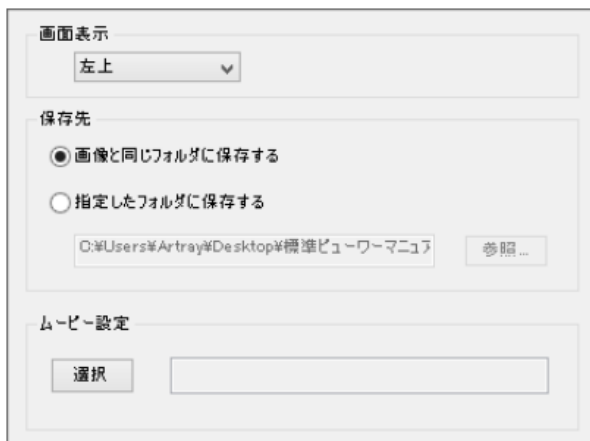 画面表示
左上
保存先
画像と同じフォルダに保存する
指定したフォルダに保存する
C:¥Users¥Artray¥Desktop¥標準ビューワーマニュア
参照...
ムービー設定
選択